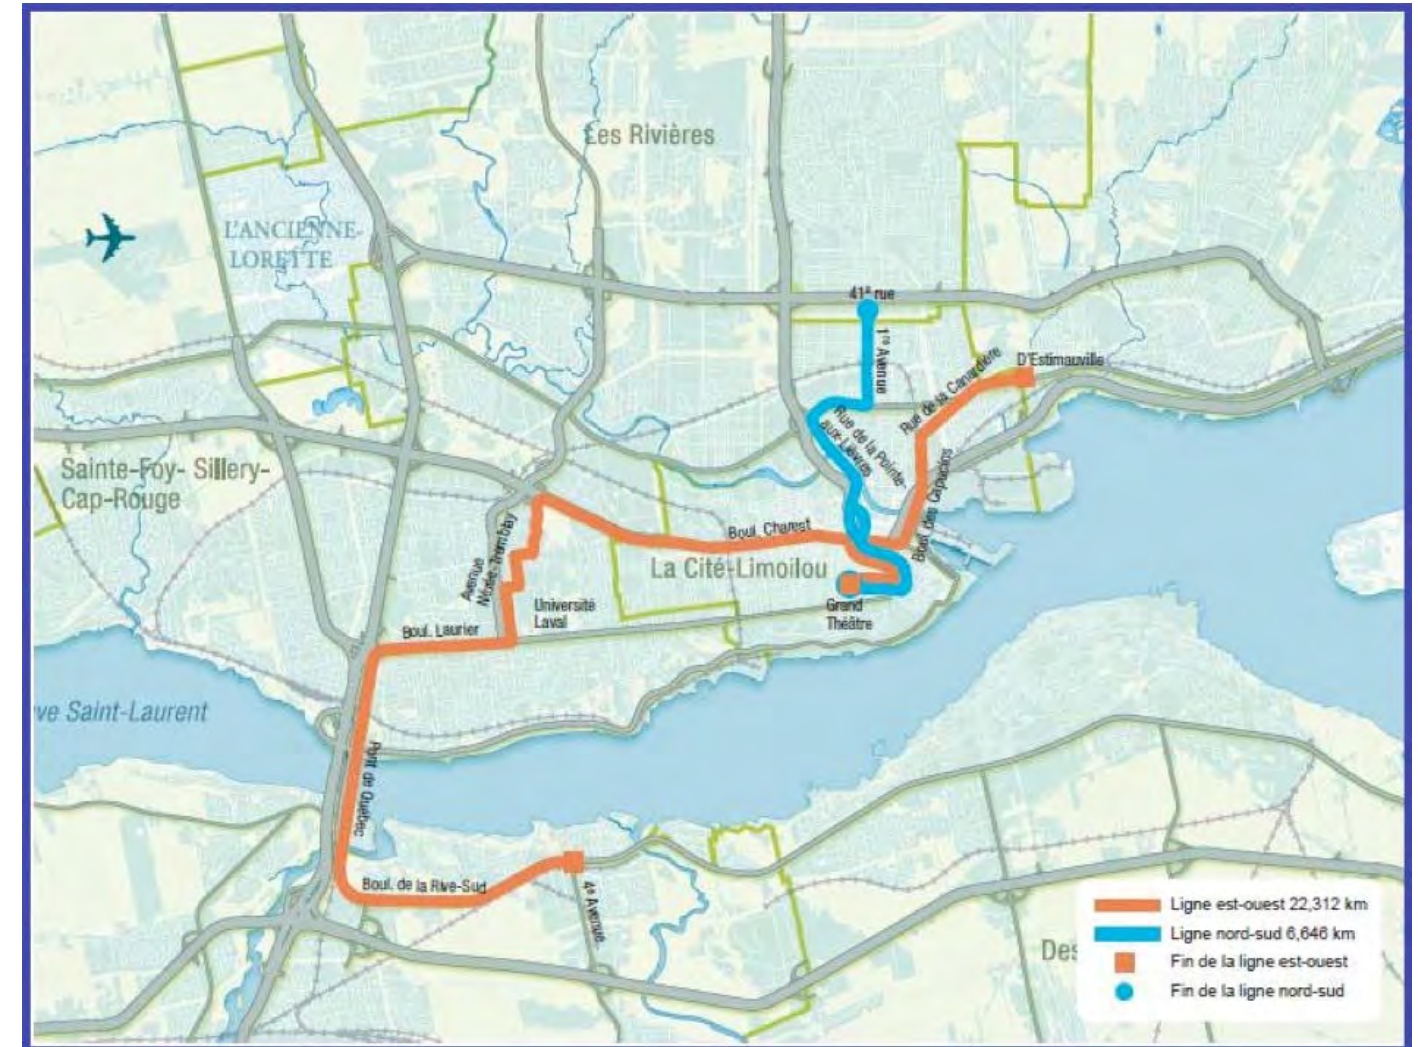 Les Rivières
L'ANCIENNE-
LORETTE
41e rue
1re Avenue
D'Estimauville
Rue de la Canardière
Rue de la Pointe-
aux-Lièvres
Sainte-Foy- Sillery-
Cap-Rouge
Boul. des Capucins
Boul. Charest
Avenue
Nérée-Tremblay
La Cité-Limoilou
Université
Laval
Grand
Théâtre
Boul. Laurier
ve Saint-Laurent
Pont de Québec
Boul. de la Rive-Sud
4e Avenue
Des
Ligne est-ouest 22,312 km
Ligne nord-sud 6,646 km
Fin de la ligne est-ouest
Fin de la ligne nord-sud